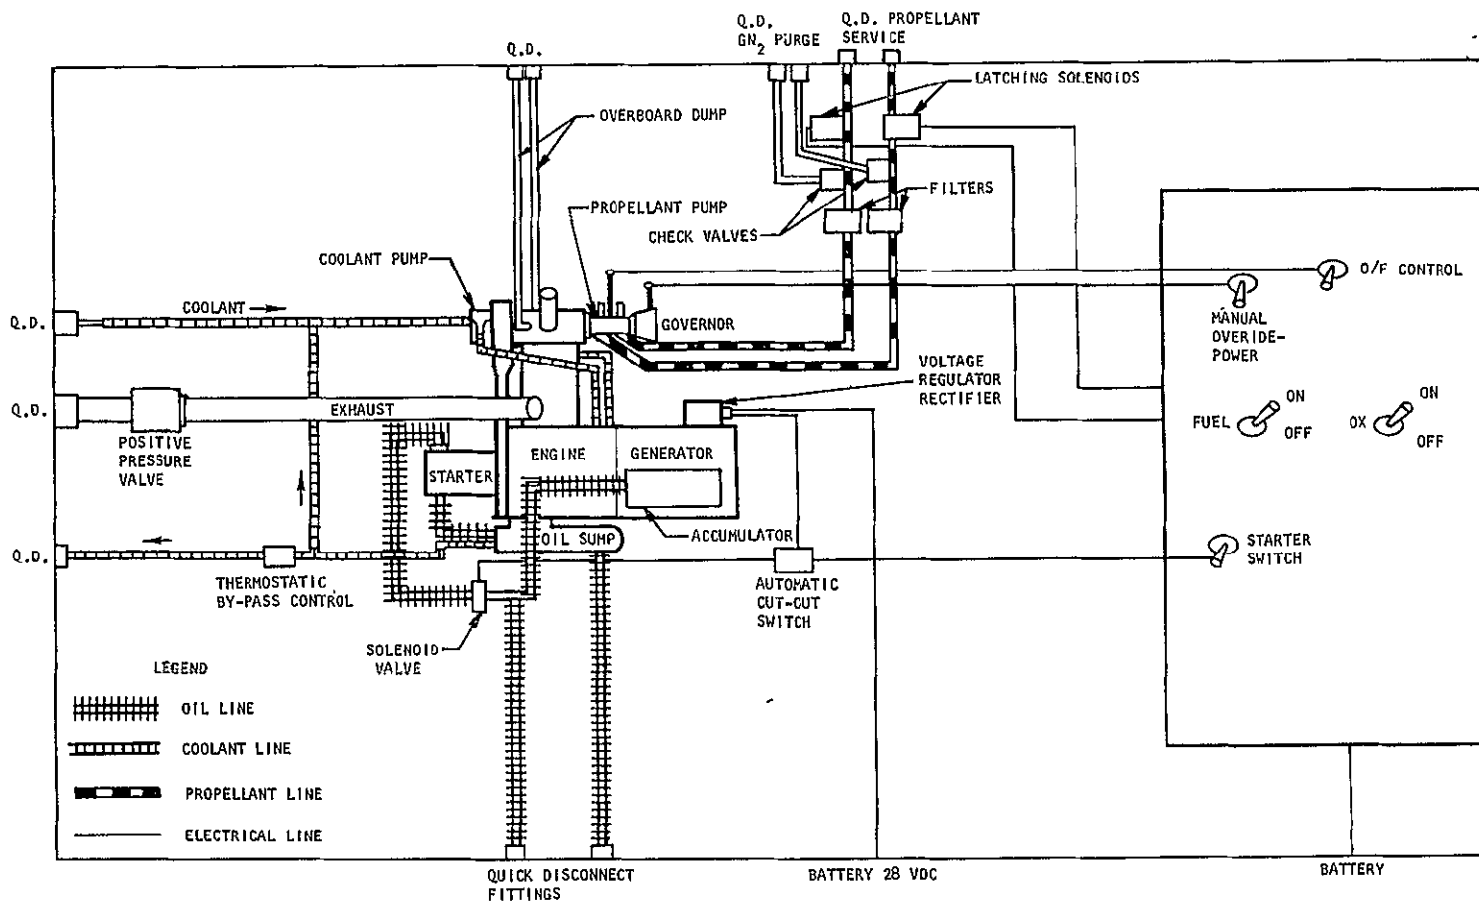 Q.D.
GN2 PURGE
Q.D. PROPELLANT
SERVICE
Q.D.
LATCHING SOLENOIDS
OVERBOARD DUMP
FILTERS
PROPELLANT PUMP
CHECK VALVES
COOLANT PUMP
O/F CONTROL
COOLANT
Q.D.
GOVERNOR
MANUAL
OVERIDE-
POWER
VOLTAGE
REGULATOR
RECTIFIER
Q.D.
EXHAUST
ON
FUEL
OFF
ON
OX
OFF
POSITIVE
PRESSURE
VALVE
ENGINE
GENERATOR
STARTER
ACCUMULATOR
OIL SUMP
Q.D.
STARTER
SWITCH
THERMOSTATIC
BY-PASS CONTROL
AUTOMATIC
CUT-OUT
SWITCH
SOLENOID
VALVE
LEGEND
OIL LINE
COOLANT LINE
PROPELLANT LINE
ELECTRICAL LINE
QUICK DISCONNECT
FITTINGS
BATTERY 28 VDC
BATTERY